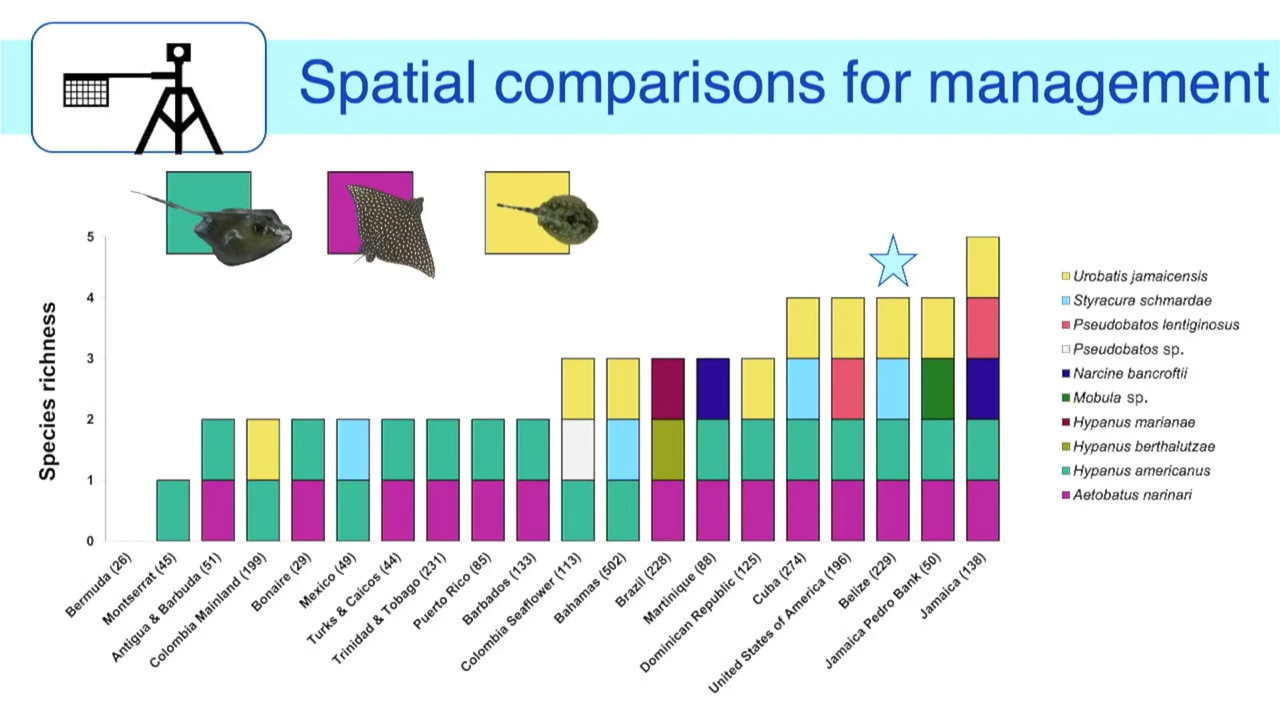 Spatial comparisons for management
Species richness
5
4
3
2
1
0
Bermuda (26)
Montserrat (45)
Antigua & Barbuda (51)
Colombia Mainland (199)
Bonaire (29)
Mexico (49)
Turks & Caicos (44)
Trinidad & Tobago (231)
Puerto Rico (85)
Barbados (133)
Colombia Seaflower (113)
Bahamas (502)
Brazil (228)
Martinique (88)
Dominican Republic (125)
Cuba (274)
United States of America (196)
Belize (229)
Jamaica Pedro Bank (50)
Jamaica (138)
Urobatis jamaicensis
Styracura schmardae
Pseudobatos lentiginosus
Pseudobatos sp.
Narcine bancroftii
Mobula sp.
Hypanus marianae
Hypanus berthalutzae
Hypanus americanus
Aetobatus narinari